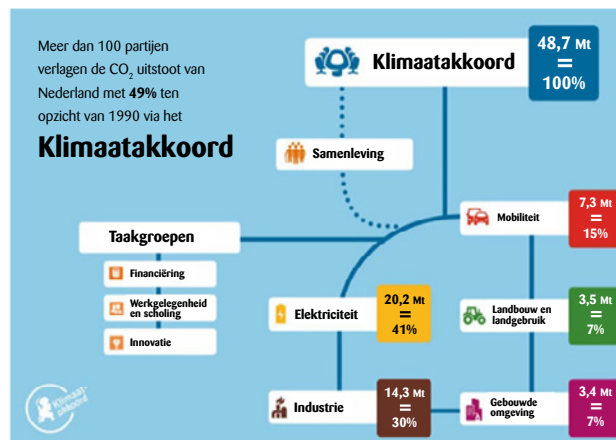 Meer dan 100 partijen
verlagen de CO₂ uitstoot van
Nederland met 49% ten
opzicht van 1990 via het
Klimaatakkoord
Klimaatakkoord
48,7 Mt
=
100%
Samenleving
Mobiliteit
7,3 Mt
=
15%
Taakgroepen
Financiëring
Werkgelegenheid
en scholing
Innovatie
Elektriciteit
20,2 Mt
=
41%
Landbouw en
landgebruik
3,5 Mt
=
7%
Industrie
14,3 Mt
=
30%
Gebouwde
omgeving
3,4 Mt
=
7%
Klimaat-
akkoord